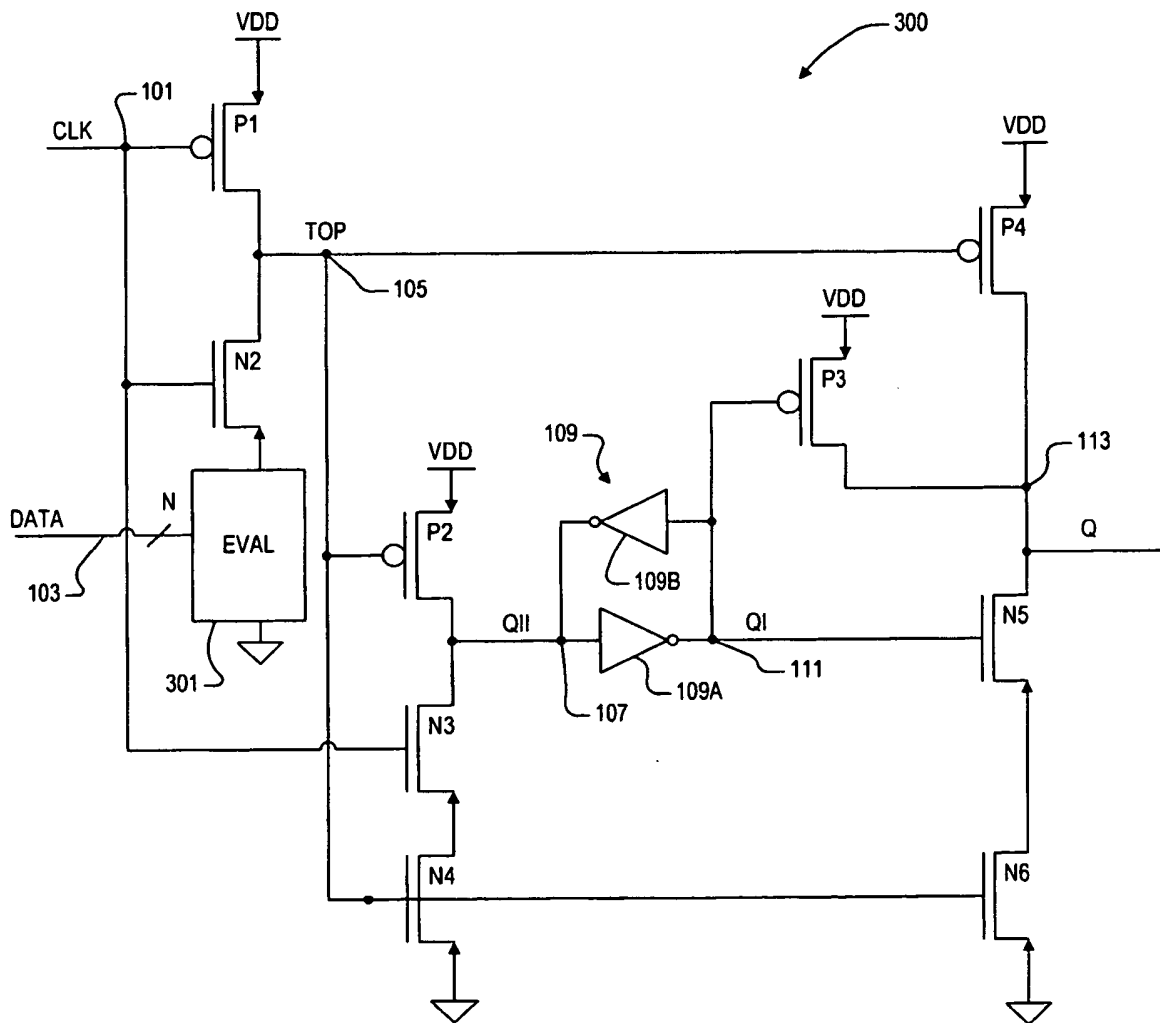 300
VDD
101
P1
CLK
VDD
P4
TOP
105
VDD
N2
P3
109
113
VDD
N
DATA
P2
Q
EVAL
103
109B
N5
QII
QI
301
109A
111
107
N3
N4
N6